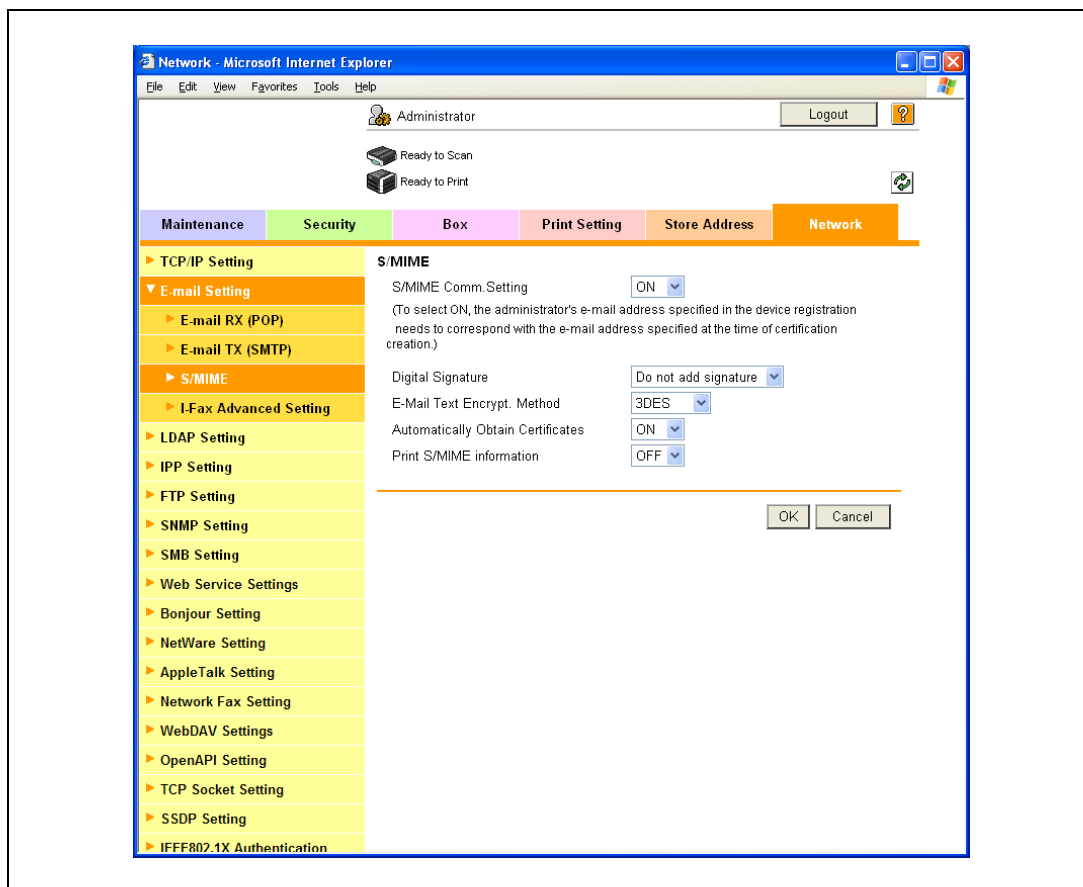 Network - Microsoft Internet Explorer
File Edit View Favorites Tools Help
Administrator
Logout
?
Ready to Scan
Ready to Print
Maintenance Security Box Print Setting Store Address Network
TCP/IP Setting
E-mail Setting
E-mail RX (POP)
E-mail TX (SMTP)
S/MIME
I-Fax Advanced Setting
LDAP Setting
IPP Setting
FTP Setting
SNMP Setting
SMB Setting
Web Service Settings
Bonjour Setting
NetWare Setting
AppleTalk Setting
Network Fax Setting
WebDAV Settings
OpenAPI Setting
TCP Socket Setting
SSDP Setting
IEEE802.1X Authentication
S/MIME
S/MIME Comm.Setting ON
(To select ON, the administrator's e-mail address specified in the device registration
needs to correspond with the e-mail address specified at the time of certification
creation.)
Digital Signature Do not add signature
E-Mail Text Encrypt. Method 3DES
Automatically Obtain Certificates ON
Print S/MIME information OFF
OK Cancel